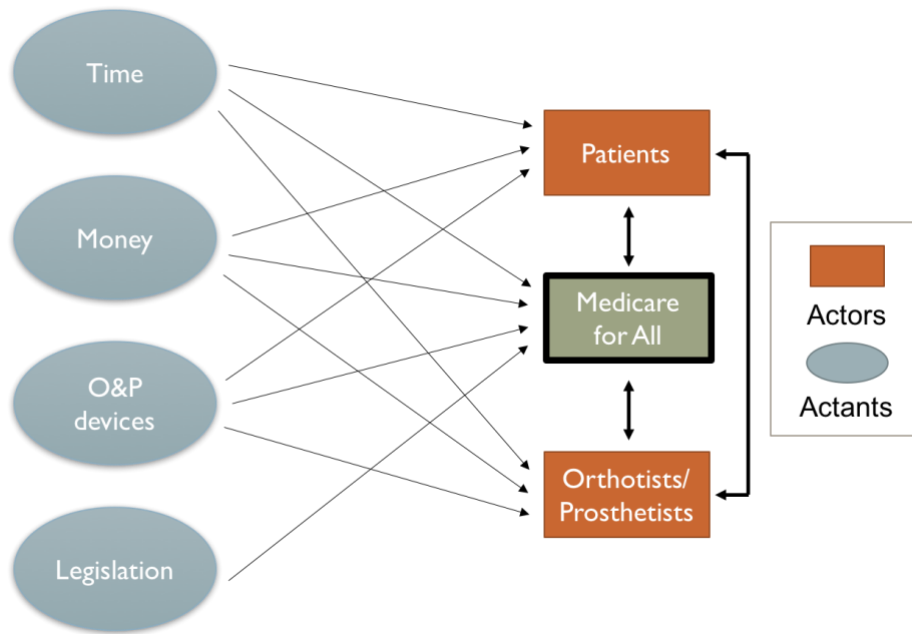 Time
Money
O&P
devices
Legislation
Patients
Medicare
for All
Orthotists/
Prosthetists
Actors
Actants